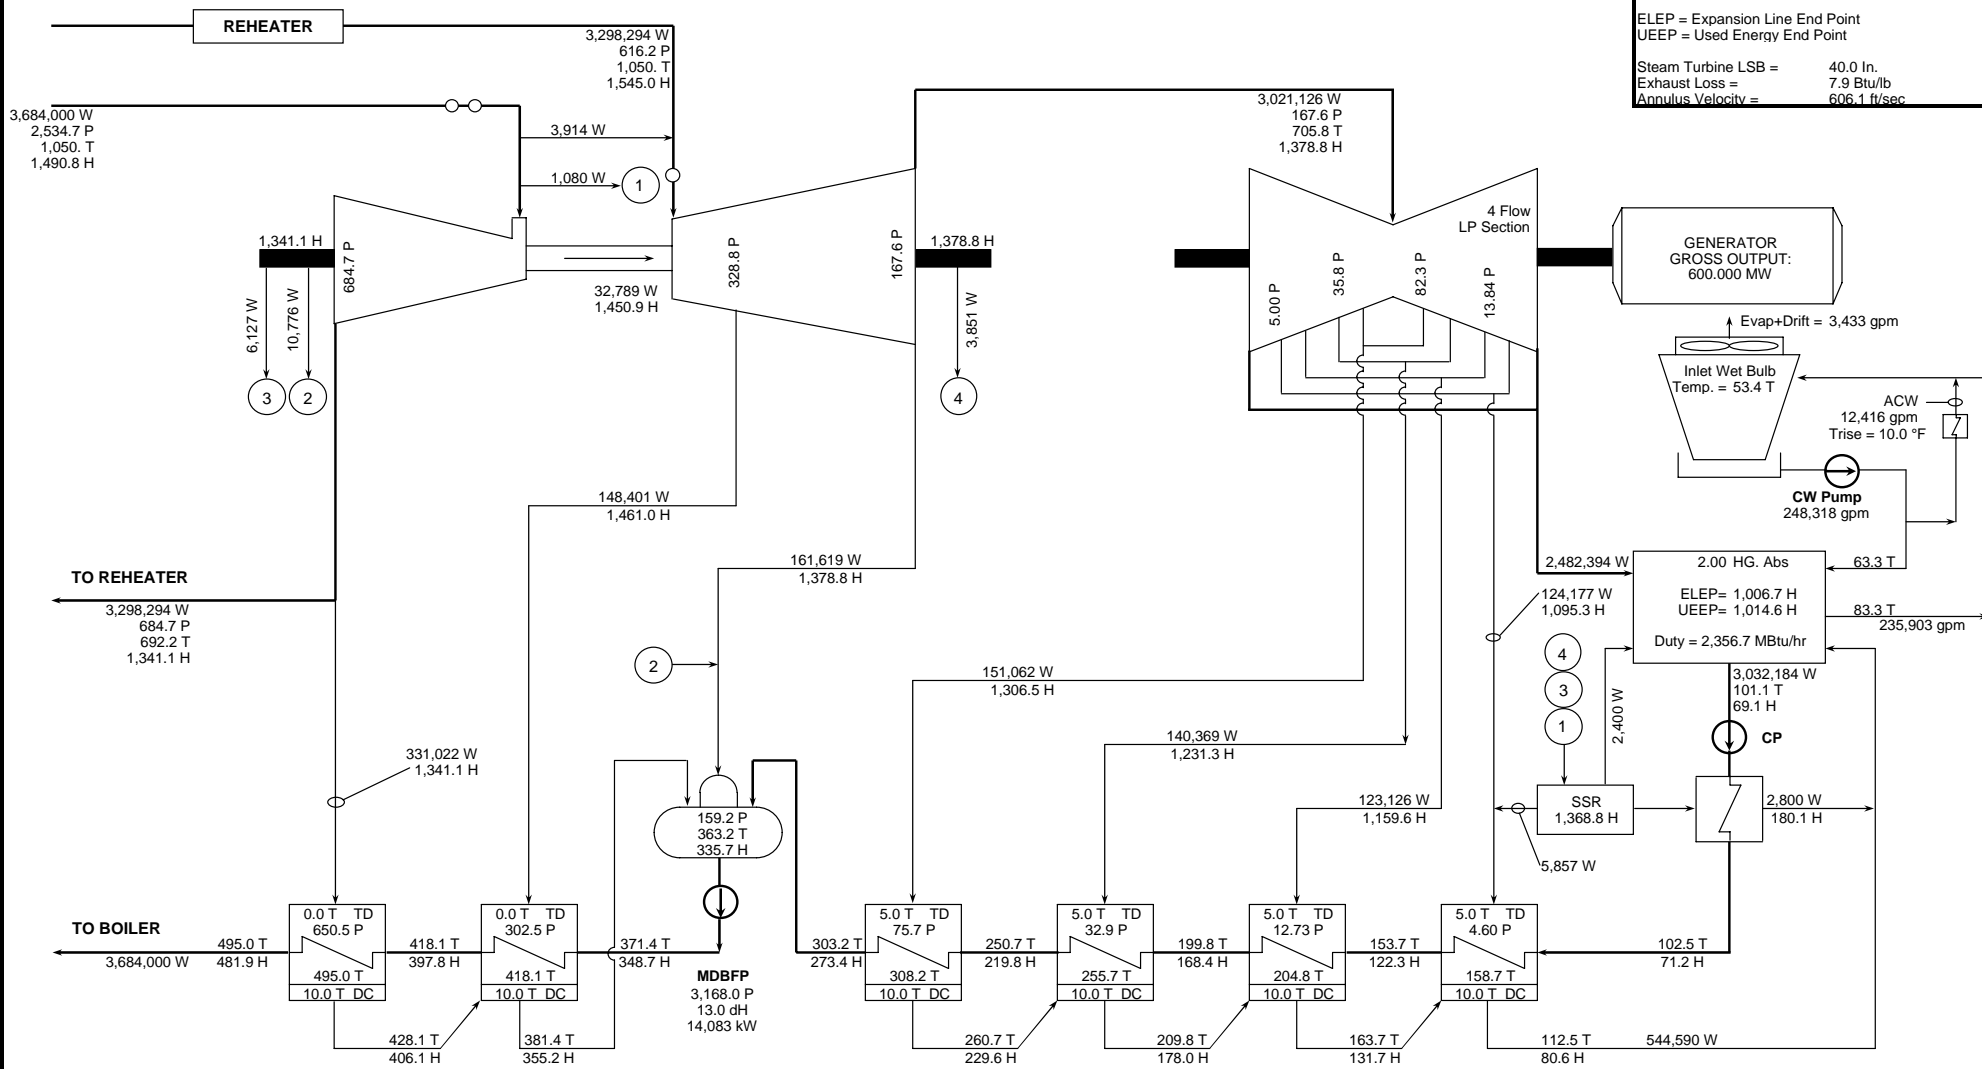 REHEATER
3,298,294 W
616.2 P
1,050. T
1,545.0 H
3,684,000 W
2,534.7 P
1,050. T
1,490.8 H
3,914 W
1,080 W
1
3,021,126 W
167.6 P
705.8 T
1,378.8 H
ELEP = Expansion Line End Point
UEEP = Used Energy End Point
Steam Turbine LSB = 40.0 In.
Exhaust Loss = 7.9 Btu/lb
Annulus Velocity = 606.1 ft/sec
1,341.1 H
684.7 P
6,127 W
10,776 W
3
2
32,789 W
1,450.9 H
328.8 P
167.6 P
1,378.8 H
3,851 W
4
4 Flow
LP Section
5.00 P
35.8 P
82.3 P
13.84 P
GENERATOR
GROSS OUTPUT:
600.000 MW
Evap+Drift = 3,433 gpm
Inlet Wet Bulb
Temp. = 53.4 T
ACW
12,416 gpm
Trise = 10.0 °F
CW Pump
248,318 gpm
148,401 W
1,461.0 H
161,619 W
1,378.8 H
TO REHEATER
3,298,294 W
684.7 P
692.2 T
1,341.1 H
2,482,394 W
2.00 HG. Abs
ELEP= 1,006.7 H
UEEP= 1,014.6 H
Duty = 2,356.7 MBtu/hr
63.3 T
83.3 T
235,903 gpm
124,177 W
1,095.3 H
2
151,062 W
1,306.5 H
4
3
1
2,400 W
3,032,184 W
101.1 T
69.1 H
CP
140,369 W
1,231.3 H
331,022 W
1,341.1 H
159.2 P
363.2 T
335.7 H
123,126 W
1,159.6 H
SSR
1,368.8 H
2,800 W
180.1 H
5,857 W
TO BOILER
3,684,000 W
495.0 T
481.9 H
0.0 T TD
650.5 P
495.0 T
10.0 T DC
418.1 T
397.8 H
0.0 T TD
302.5 P
418.1 T
10.0 T DC
371.4 T
348.7 H
MDBFP
3,168.0 P
13.0 dH
14,083 kW
303.2 T
273.4 H
5.0 T TD
75.7 P
308.2 T
10.0 T DC
250.7 T
219.8 H
5.0 T TD
32.9 P
255.7 T
10.0 T DC
199.8 T
168.4 H
5.0 T TD
12.73 P
204.8 T
10.0 T DC
153.7 T
122.3 H
5.0 T TD
4.60 P
158.7 T
10.0 T DC
102.5 T
71.2 H
428.1 T
406.1 H
381.4 T
355.2 H
260.7 T
229.6 H
209.8 T
178.0 H
163.7 T
131.7 H
112.5 T
80.6 H
544,590 W